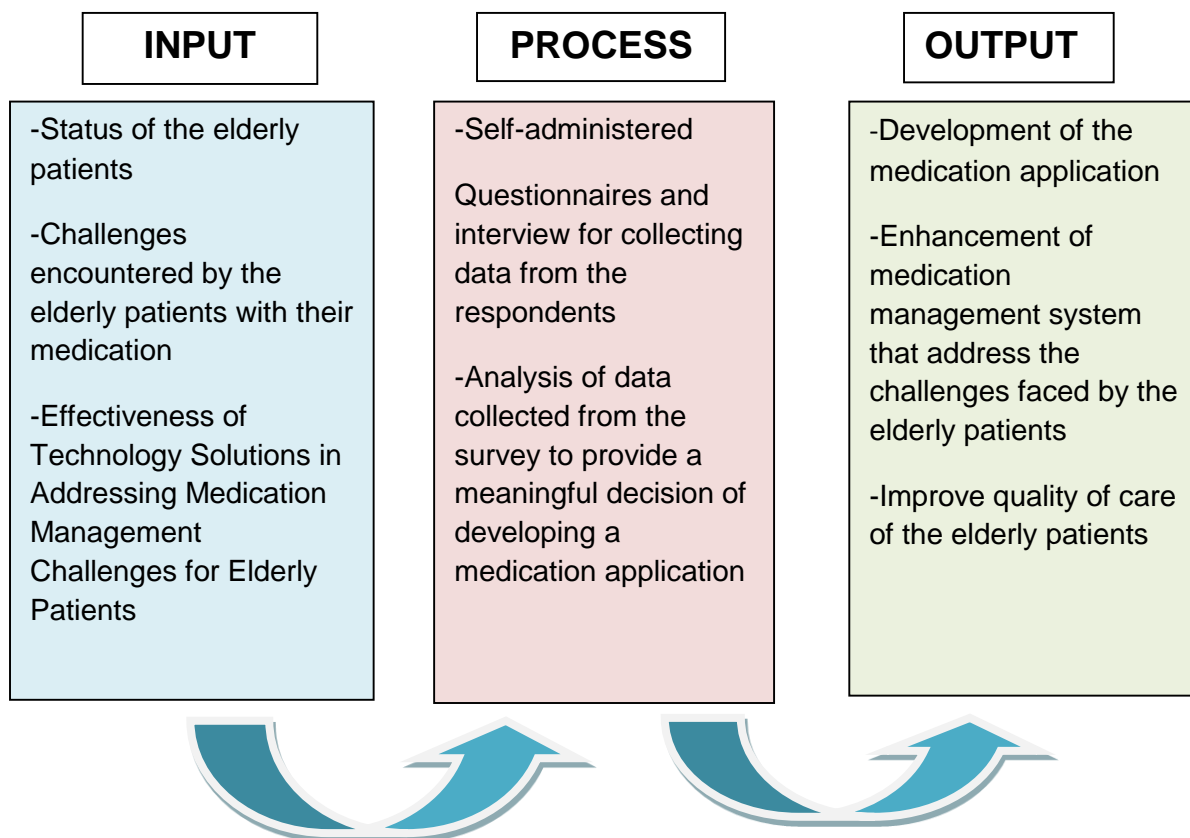 INPUT
-Status of the elderly
patients
-Challenges
encountered by the
elderly patients with their
medication
-Effectiveness of
Technology Solutions in
Addressing Medication
Management
Challenges for Elderly
Patients
PROCESS
-Self-administered
Questionnaires and
interview for collecting
data from the
respondents
-Analysis of data
collected from the
survey to provide a
meaningful decision of
developing a
medication application
OUTPUT
-Development of the
medication application
-Enhancement of
medication
management system
that address the
challenges faced by the
elderly patients
-Improve quality of care
of the elderly patients